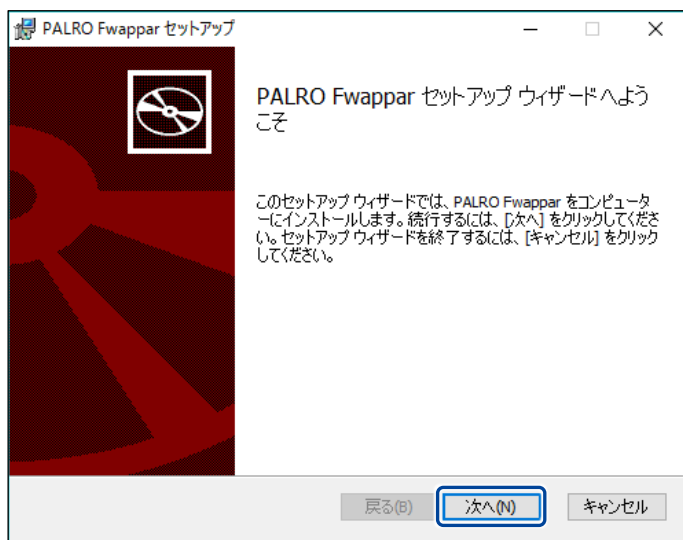 PALRO Fwappar セットアップ
PALRO Fwappar セットアップ ウィザードへよう
こそ
このセットアップ ウィザードでは、PALRO Fwappar をコンピュータ
ーにインストールします。続行するには、[次へ] をクリックしてくださ
い。セットアップ ウィザードを終了するには、[キャンセル] をクリック
してください。
戻る(B) 次へ(N) キャンセル